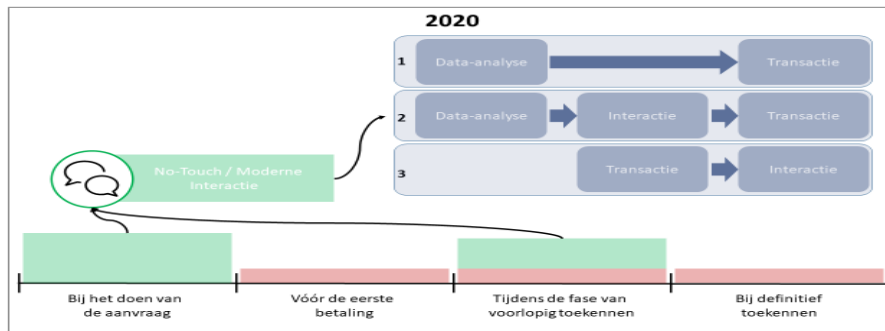 2020
1
Data-analyse
Transactie
2
Data-analyse
Interactie
Transactie
3
Transactie
Interactie
No-Touch / Moderne
Interactie
Bij het doen van
de aanvraag
Vóór de eerste
betaling
Tijdens de fase van
voorlopig toekennen
Bij definitief
toekennen